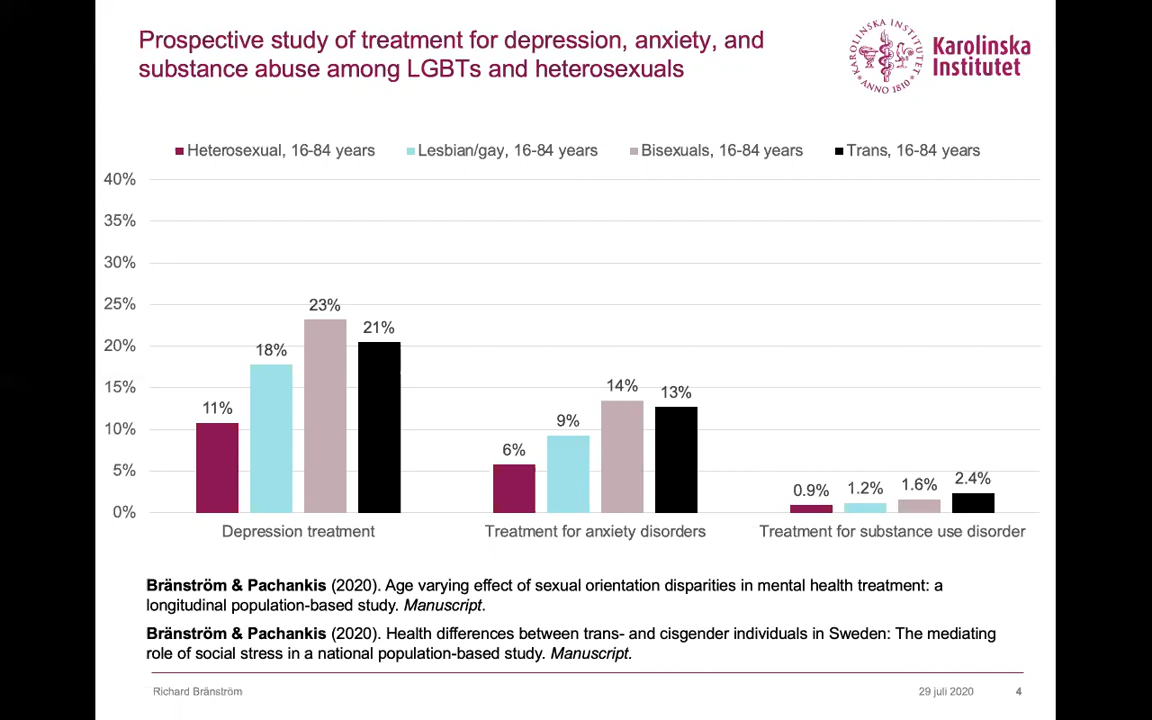 Prospective study of treatment for depression, anxiety, and
substance abuse among LGBTs and heterosexuals
KAROLINSKA INSTITUTET
ANNO 1810
Karolinska
Institutet
Heterosexual, 16-84 years
Lesbian/gay, 16-84 years
Bisexuals, 16-84 years
Trans, 16-84 years
40%
35%
30%
25%
20%
15%
10%
5%
0%
11%
18%
23%
21%
6%
9%
14%
13%
0.9%
1.2%
1.6%
2.4%
Depression treatment
Treatment for anxiety disorders
Treatment for substance use disorder
Bränström & Pachankis (2020). Age varying effect of sexual orientation disparities in mental health treatment: a
longitudinal population-based study. Manuscript.
Bränström & Pachankis (2020). Health differences between trans- and cisgender individuals in Sweden: The mediating
role of social stress in a national population-based study. Manuscript.
Richard Bränström
29 juli 2020
4